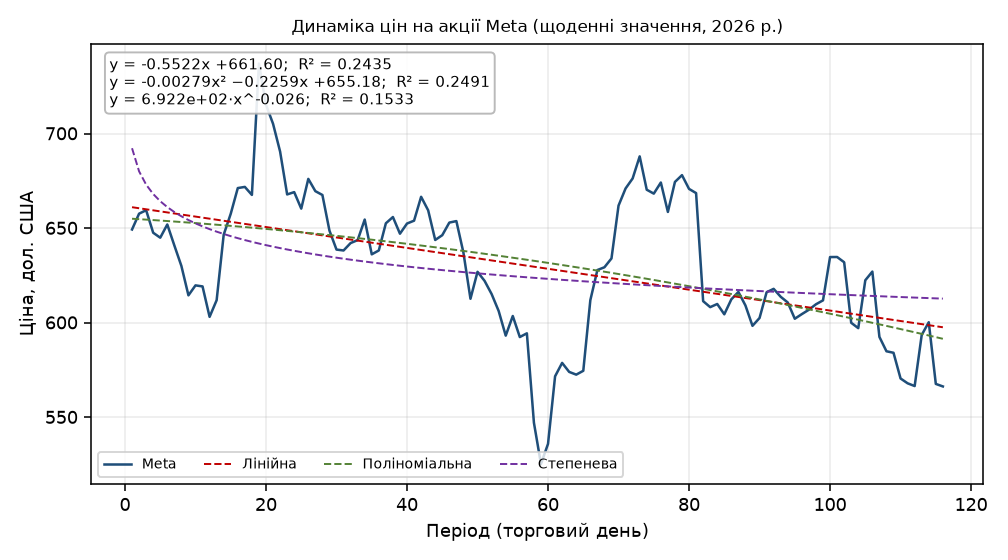 Динаміка цін на акції Meta (щоденні значення, 2026 р.)
y = -0.5522x +661.60; R² = 0.2435
y = -0.00279x² −0.2259x +655.18; R² = 0.2491
y = 6.922e+02·x^-0.026; R² = 0.1533
Ціна, дол. США
700
650
600
550
Meta
Лінійна
Поліноміальна
Степенева
0 20 40 60 80 100 120
Період (торговий день)